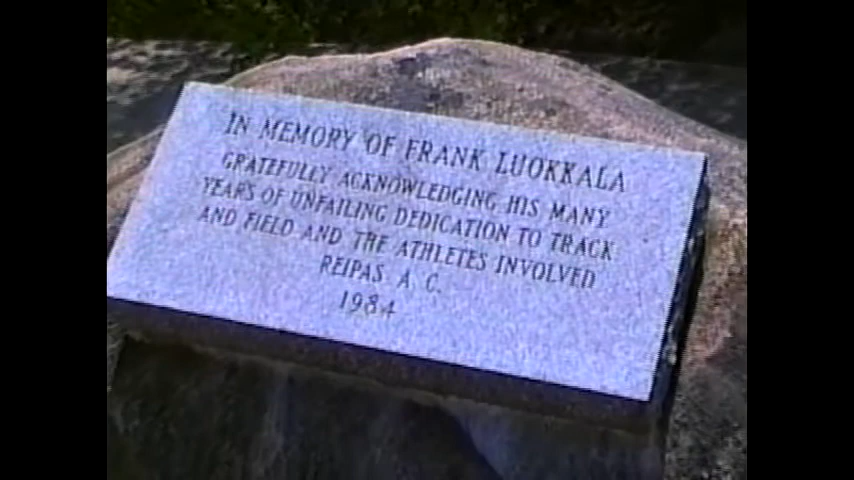 IN MEMORY OF FRANK LUOKKALA
GRATEFULLY ACKNOWLEDGING HIS MANY
YEARS OF UNFAILING DEDICATION TO TRACK
AND FIELD AND THE ATHLETES INVOLVED
REIPAS A. C.
1984